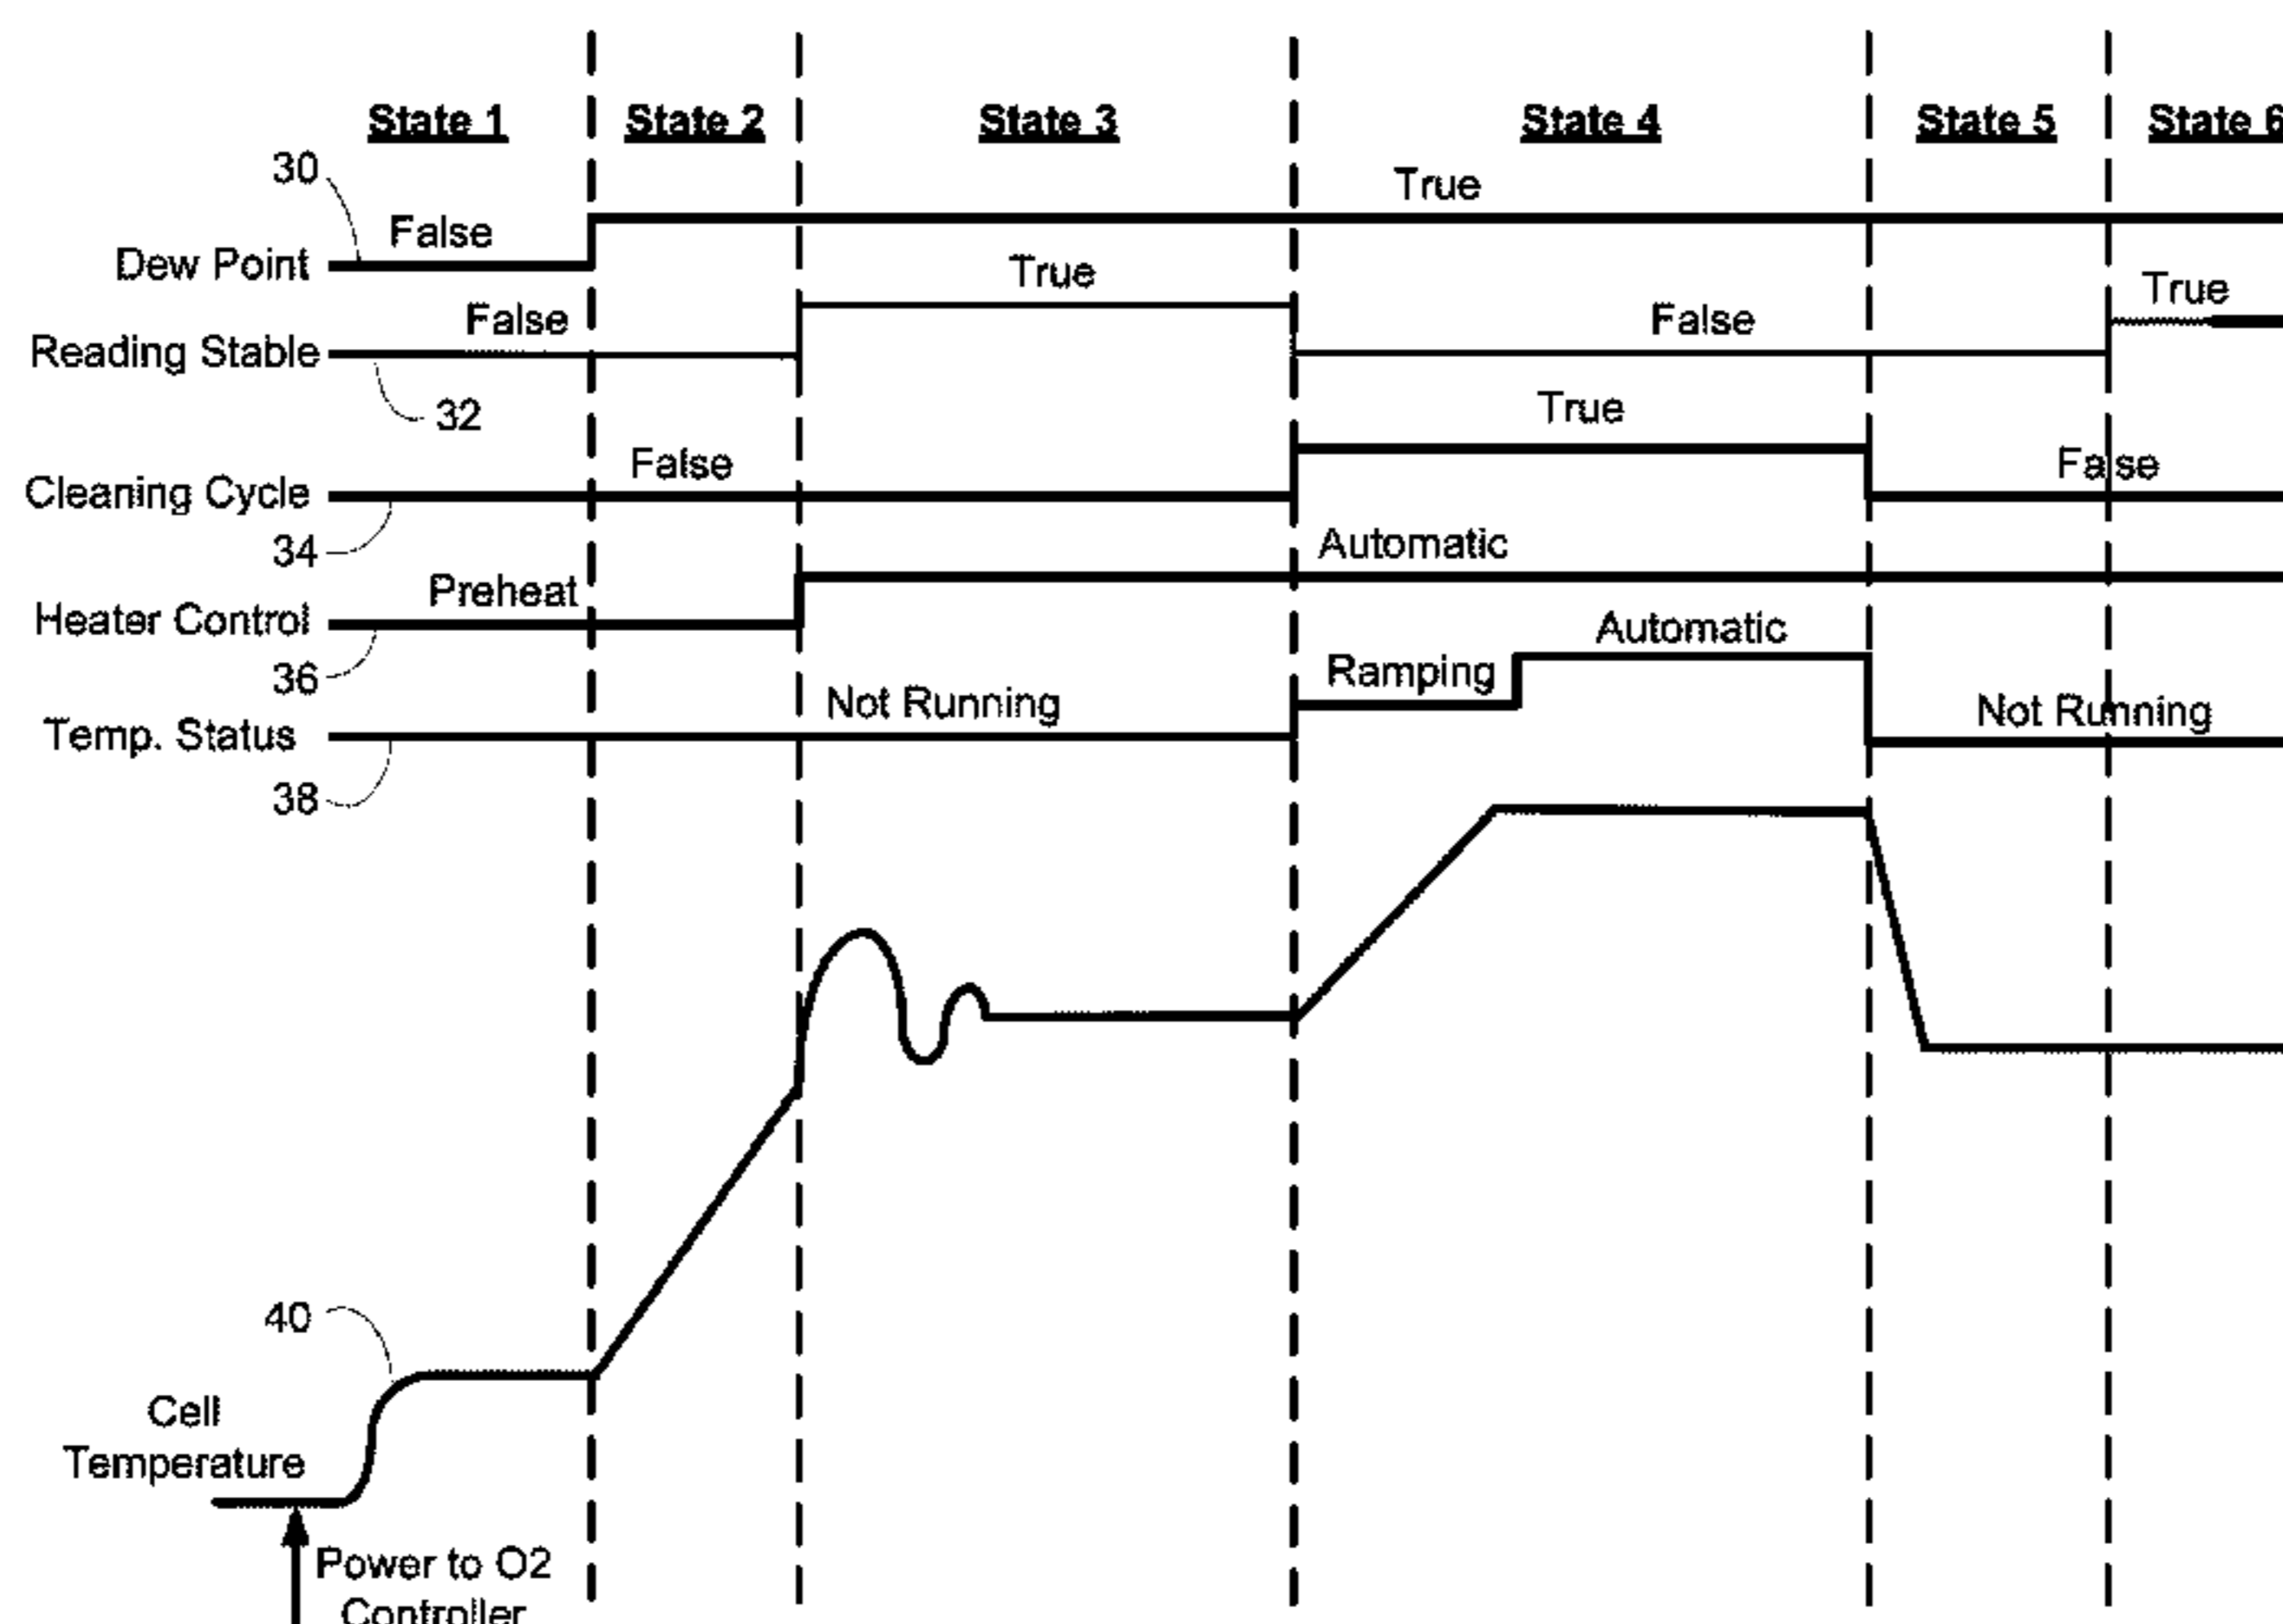 State 1 State 2 State 3 State 4 State 5 State 6
30
True
False
Dew Point
True
True
False
False
Reading Stable
32
True
False
False
Cleaning Cycle
34
Automatic
Preheat
Heater Control
Automatic
36
Ramping
Not Running
Not Running
Temp. Status
38
40
Cell
Temperature
Power to O2
Controller